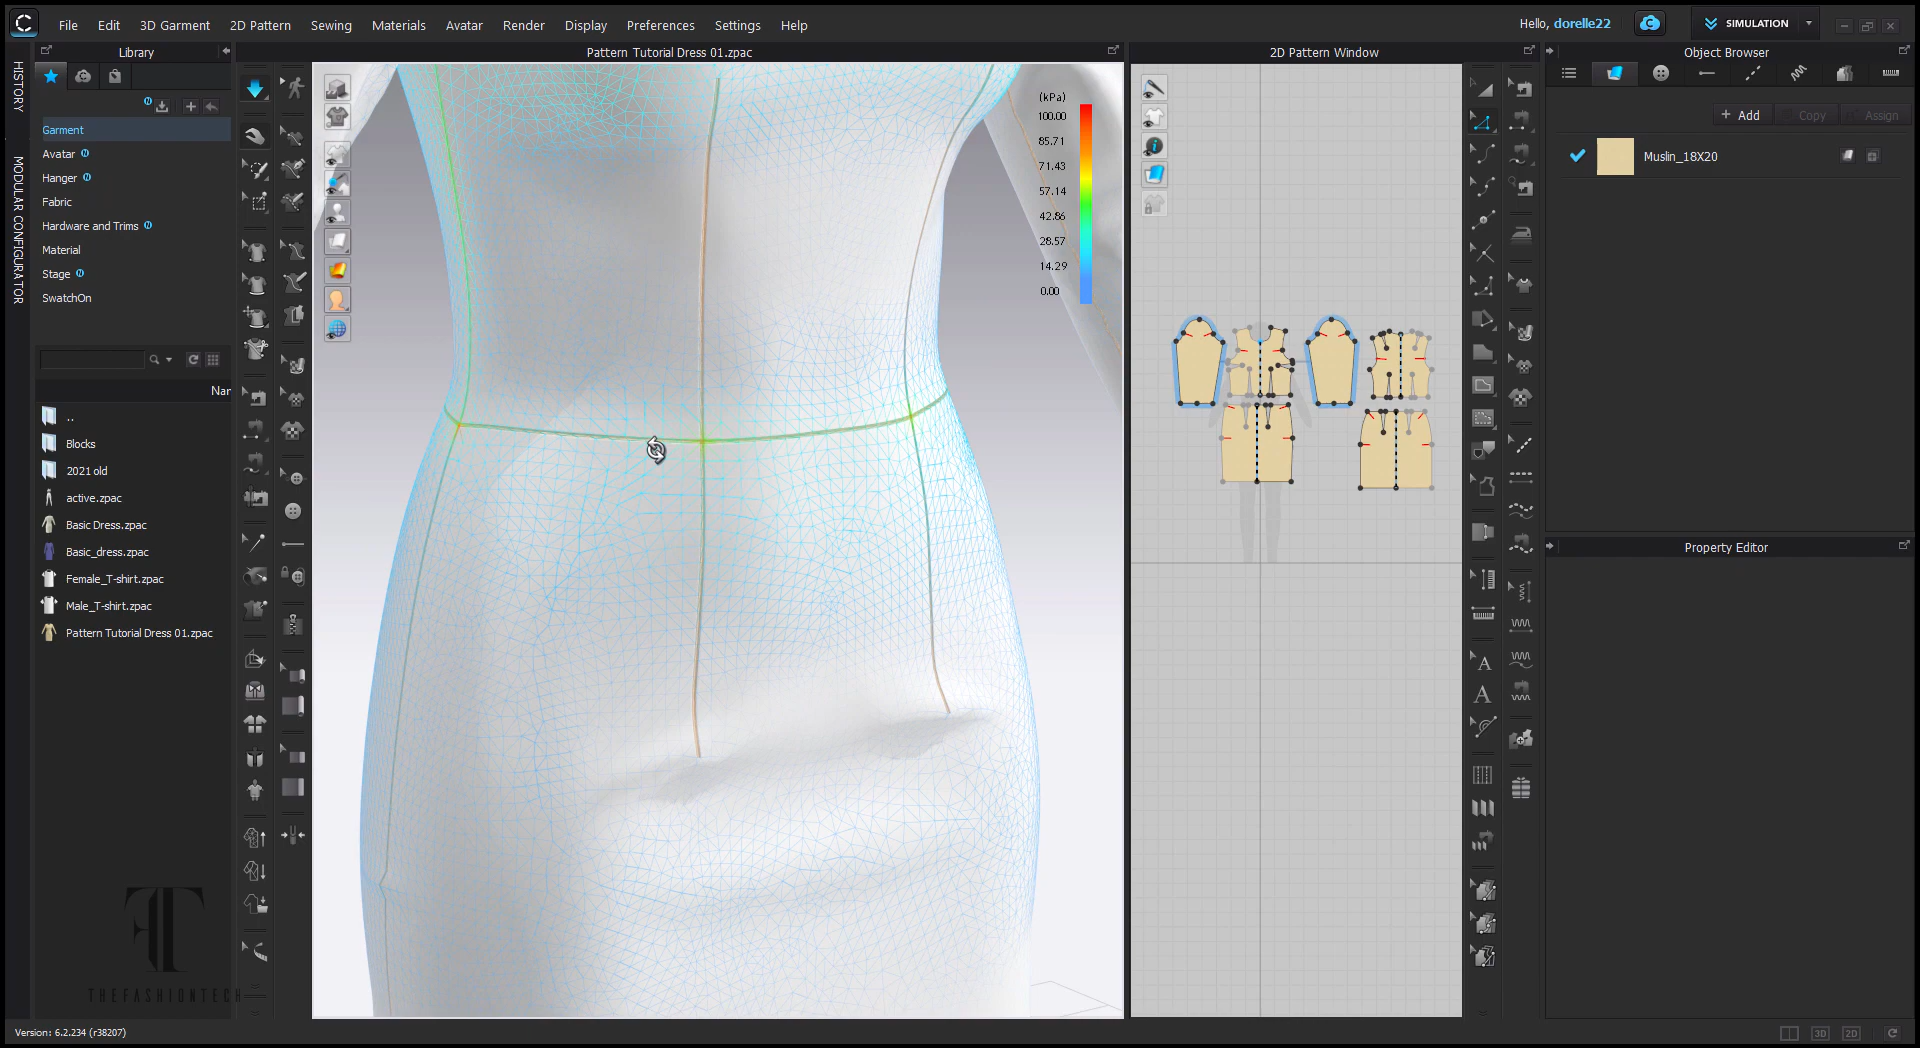 File Edit 3D Garment 2D Pattern Sewing Materials Avatar Render Display Preferences Settings Help
Hello, dorelle22
SIMULATION
Library
Pattern Tutorial Dress 01.zpac
2D Pattern Window
Object Browser
HISTORY
MODULAR CONFIGURATOR
Garment
Avatar
Hanger
Fabric
Hardware and Trims
Material
Stage
SwatchOn
Nar
..
Blocks
2021 old
active.zpac
Basic Dress.zpac
Basic_dress.zpac
Female_T-shirt.zpac
Male_T-shirt.zpac
Pattern Tutorial Dress 01.zpac
(kPa)
100.00
85.71
71.43
57.14
42.86
28.57
14.29
0.00
+ Add
Copy
Assign
Muslin_18X20
Property Editor
THEFASHIONTECH
Version: 6.2.234 (r38207)
3D
2D